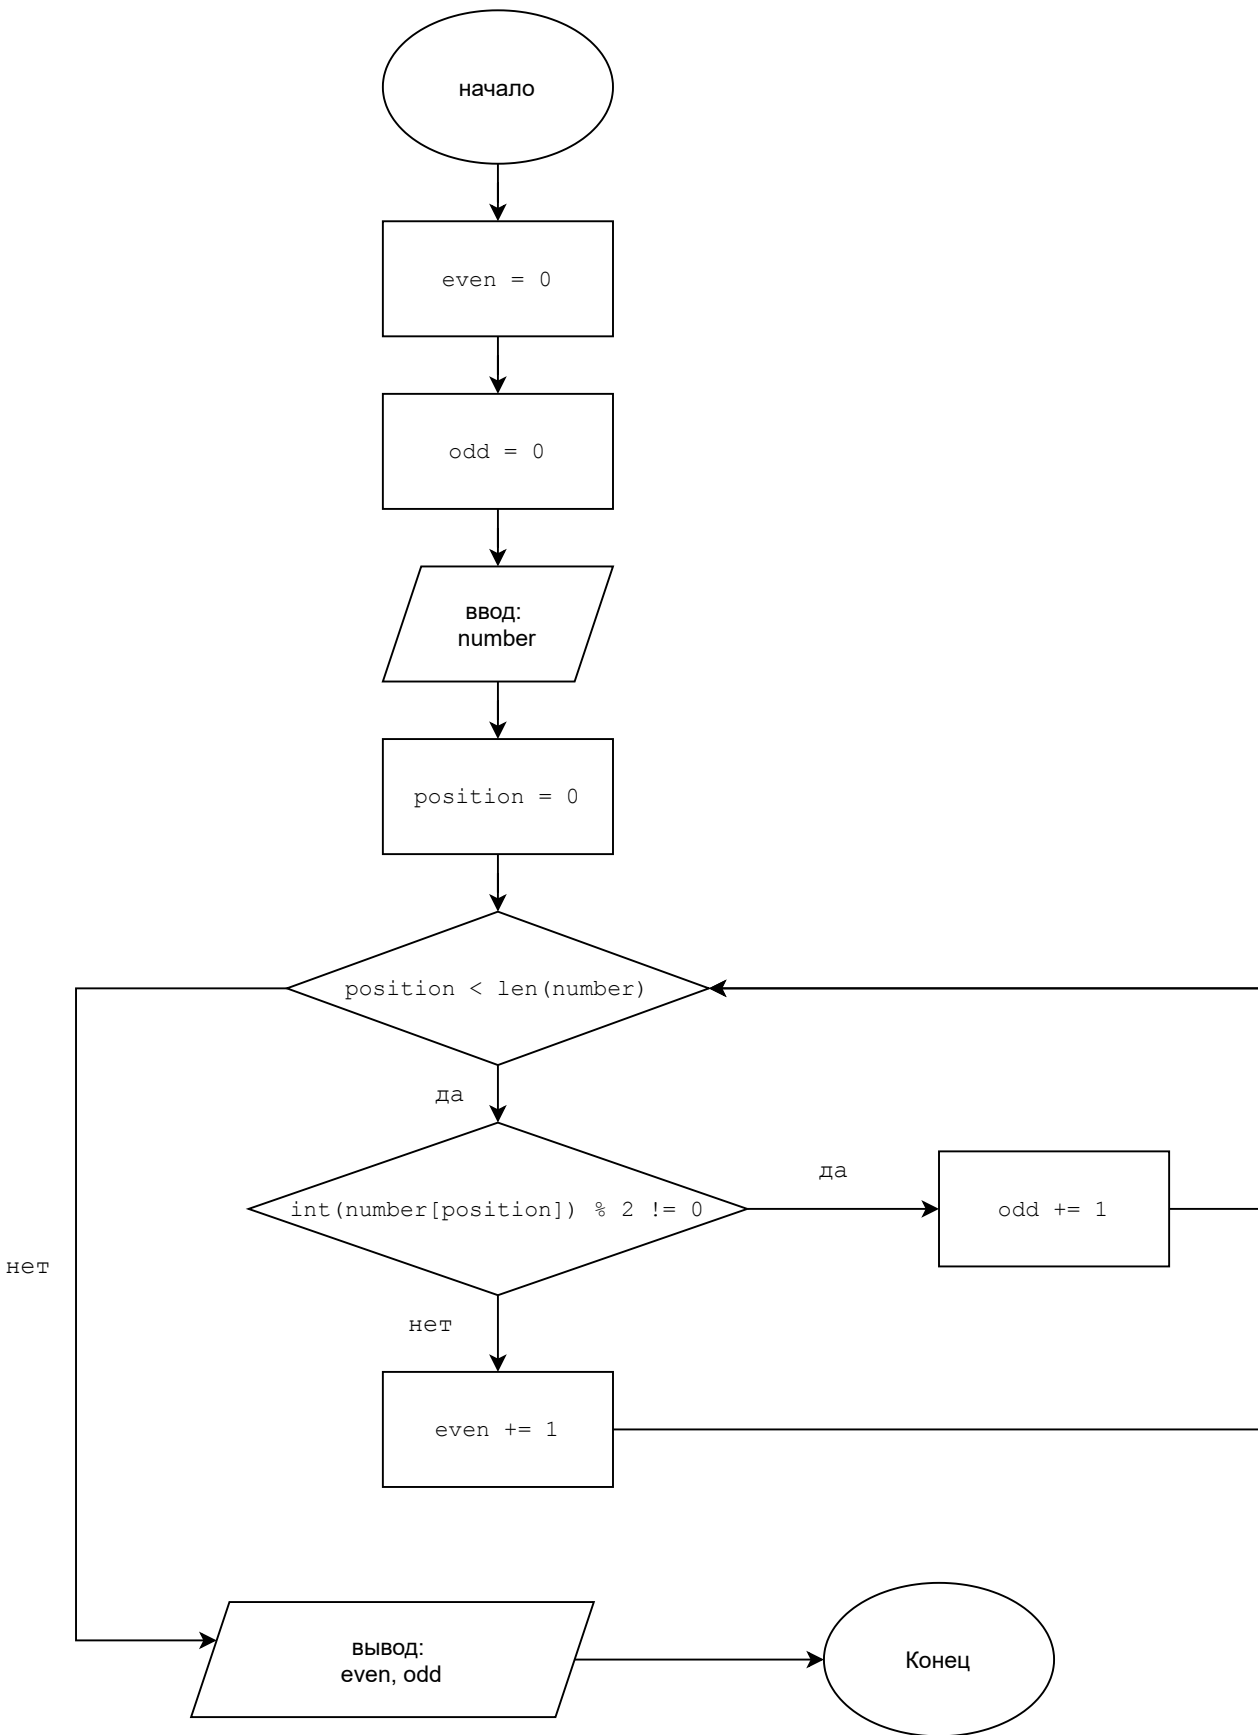 начало
even = 0
odd = 0
ввод:
number
position = 0
position < len(number)
да
int(number[position]) % 2 != 0
да
odd += 1
нет
нет
even += 1
вывод:
even, odd
Конец